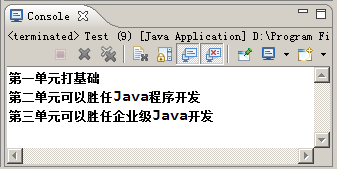 Console
<terminated> Test (9) [Java Application] D:\Program Fi
第一单元打基础
第二单元可以胜任Java程序开发
第三单元可以胜任企业级Java开发